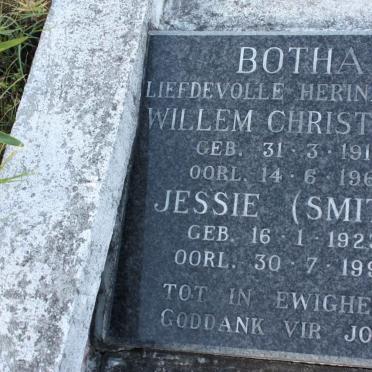 BOTHA
LIEFDEVOLLE HERIN
WILLEM CHRIST
GEB. 31·3·191
OORL. 14·6·196
JESSIE (SMIT
GEB. 16·1·192
OORL. 30·7·199
TOT IN EWIGHE
GODDANK VIR JO